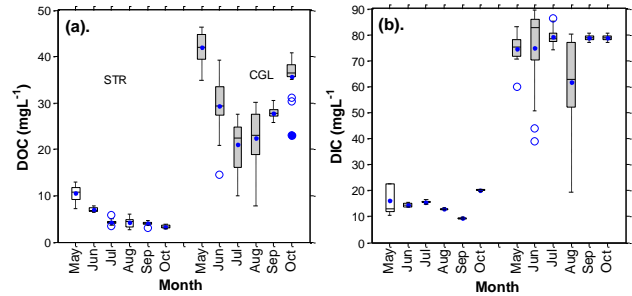 50
40
30
20
10
0
DOC (mgL⁻¹)
(a).
STR
CGL
May
Jun
Jul
Aug
Sep
Oct
May
Jun
Jul
Aug
Sep
Oct
Month
90
80
70
60
50
40
30
20
10
0
DIC (mgL⁻¹)
(b).
May
Jun
Jul
Aug
Sep
Oct
May
Jun
Jul
Aug
Sep
Oct
Month